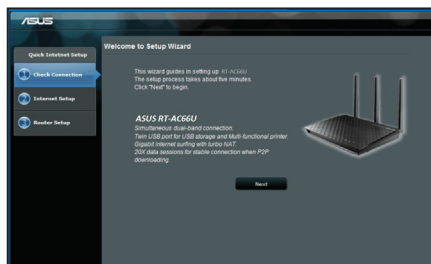 ASUS
Quick Internet Setup
Welcome to Setup Wizard
1 Check Connection
2 Internet Setup
3 Router Setup
This wizard guides in setting up RT-AC66U
The setup process takes about five minutes.
Click "Next" to begin.
ASUS RT-AC66U
Simultaneous dual-band connection.
Twin USB port for USB storage and Multi-functional printer.
Gigabit internet surfing with turbo NAT.
20X data sessions for stable connection when P2P
downloading.
Next